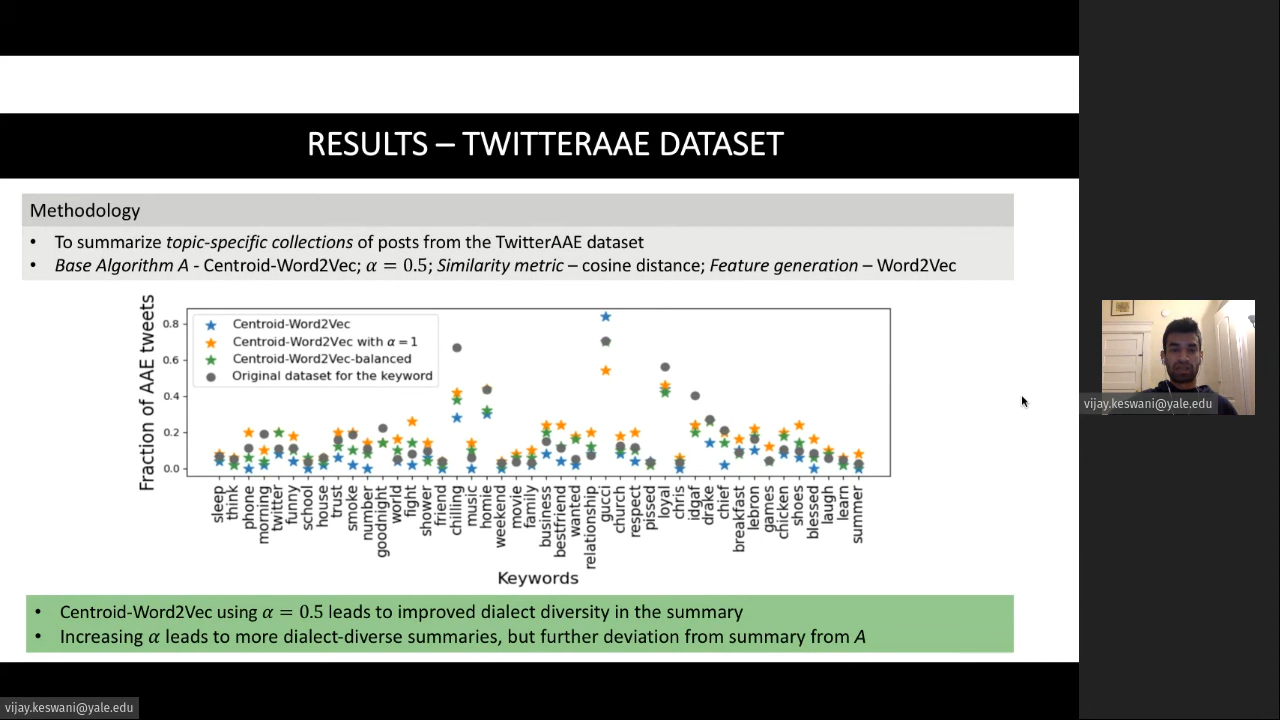 RESULTS – TWITTERAAE DATASET
Methodology
• To summarize topic-specific collections of posts from the TwitterAAE dataset
• Base Algorithm A - Centroid-Word2Vec; α = 0.5; Similarity metric – cosine distance; Feature generation – Word2Vec
Fraction of AAE tweets
0.8
0.6
0.4
0.2
0.0
Centroid-Word2Vec
Centroid-Word2Vec with α = 1
Centroid-Word2Vec-balanced
Original dataset for the keyword
sleep
think
phone
morning
twitter
funny
school
house
trust
smoke
number
goodnight
world
fight
shower
friend
chilling
music
homie
weekend
movie
family
business
bestfriend
wanted
relationship
gucci
church
respect
pissed
loyal
chris
idgaf
drake
chief
breakfast
lebron
games
chicken
shoes
blessed
laugh
learn
summer
Keywords
• Centroid-Word2Vec using α = 0.5 leads to improved dialect diversity in the summary
• Increasing α leads to more dialect-diverse summaries, but further deviation from summary from A
vijay.keswani@yale.edu
vijay.keswani@yale.edu